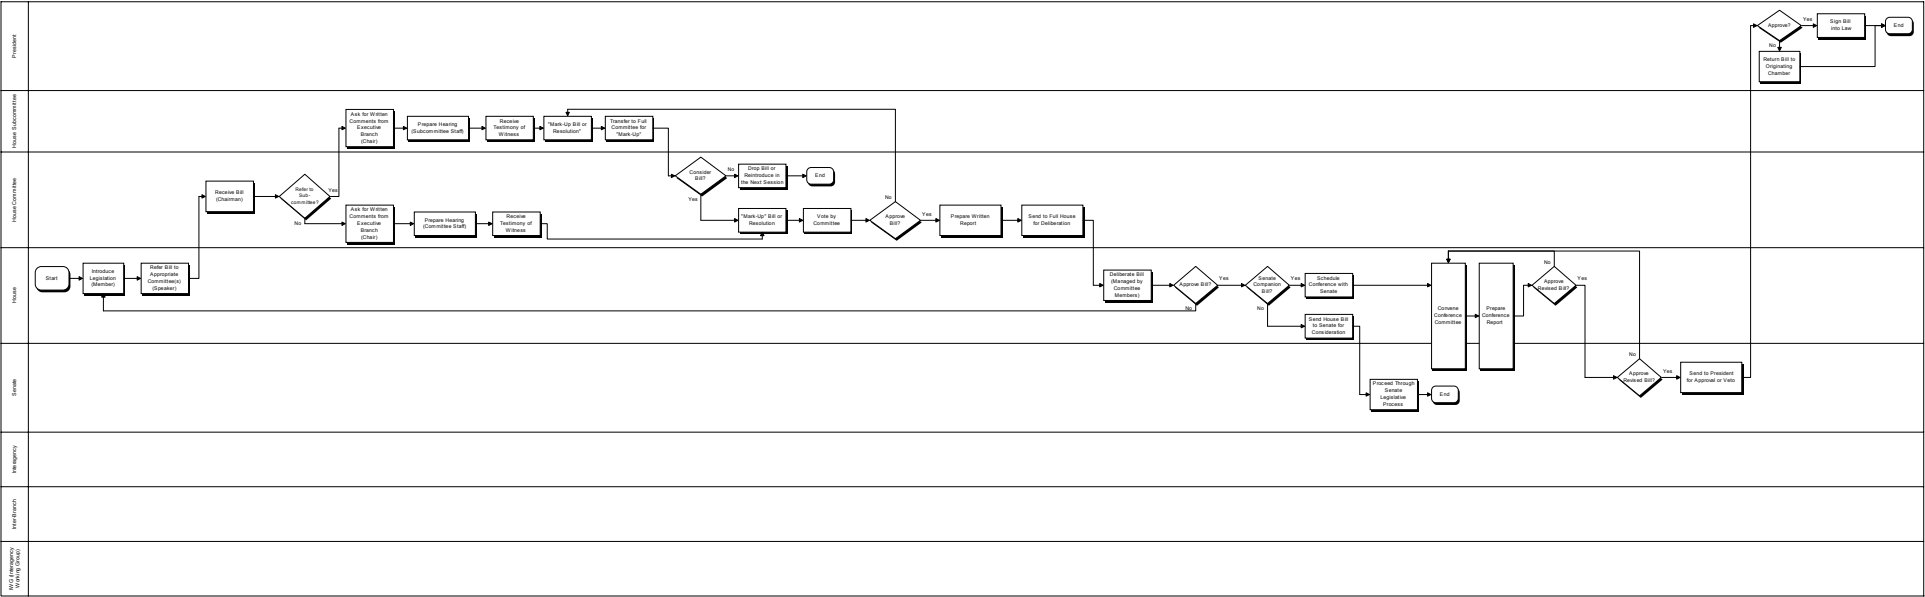 President
Approve?
Yes
Sign Bill
into Law
End
No
Return Bill to
Originating
Chamber
House Subcommittee
Ask for Written
Comments from
Executive
Branch
(Chair)
Prepare Hearing
(Subcommittee Staff)
Receive
Testimony of
Witness
"Mark-Up Bill or
Resolution"
Transfer to Full
Committee for
"Mark-Up"
House Committee
Receive Bill
(Chairman)
Refer to
Sub-
committee?
Yes
No
Ask for Written
Comments from
Executive
Branch
(Chair)
Prepare Hearing
(Committee Staff)
Receive
Testimony of
Witness
Consider
Bill?
No
Yes
Drop Bill or
Reintroduce in
the Next Session
End
"Mark-Up" Bill or
Resolution
Vote by
Committee
Approve
Bill?
No
Yes
Prepare Written
Report
Send to Full House
for Deliberation
House
Start
Introduce
Legislation
(Member)
Refer Bill to
Appropriate
Committee(s)
(Speaker)
Deliberate Bill
(Managed by
Committee
Members)
Approve Bill?
Yes
No
Senate
Companion
Bill?
Yes
No
Schedule
Conference with
Senate
Send House Bill
to Senate for
Consideration
Convene
Conference
Committee
Prepare
Conference
Report
Approve
Revised Bill?
No
Yes
Senate
Proceed Through
Senate
Legislative
Process
End
Approve
Revised Bill?
No
Yes
Send to President
for Approval or Veto
Interagency
Inter-Branch
IWG (Interagency
Working Group)